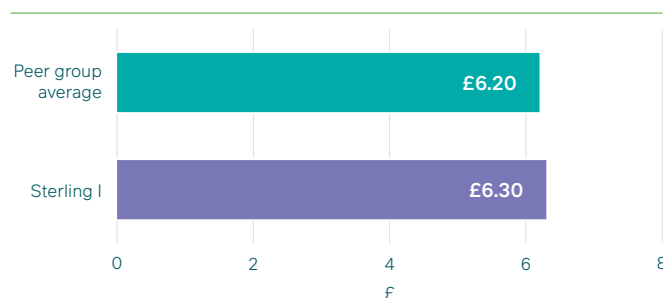 Peer group
average
£6.20
Sterling I
£6.30
0 2 4 6 8
£